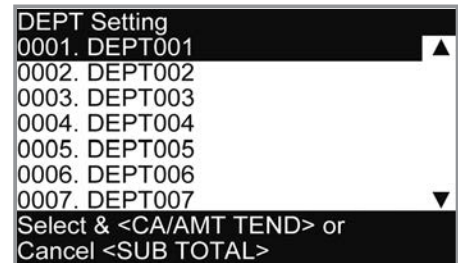 DEPT Setting
0001. DEPT001
0002. DEPT002
0003. DEPT003
0004. DEPT004
0005. DEPT005
0006. DEPT006
0007. DEPT007
Select & <CA/AMT TEND> or
Cancel <SUB TOTAL>